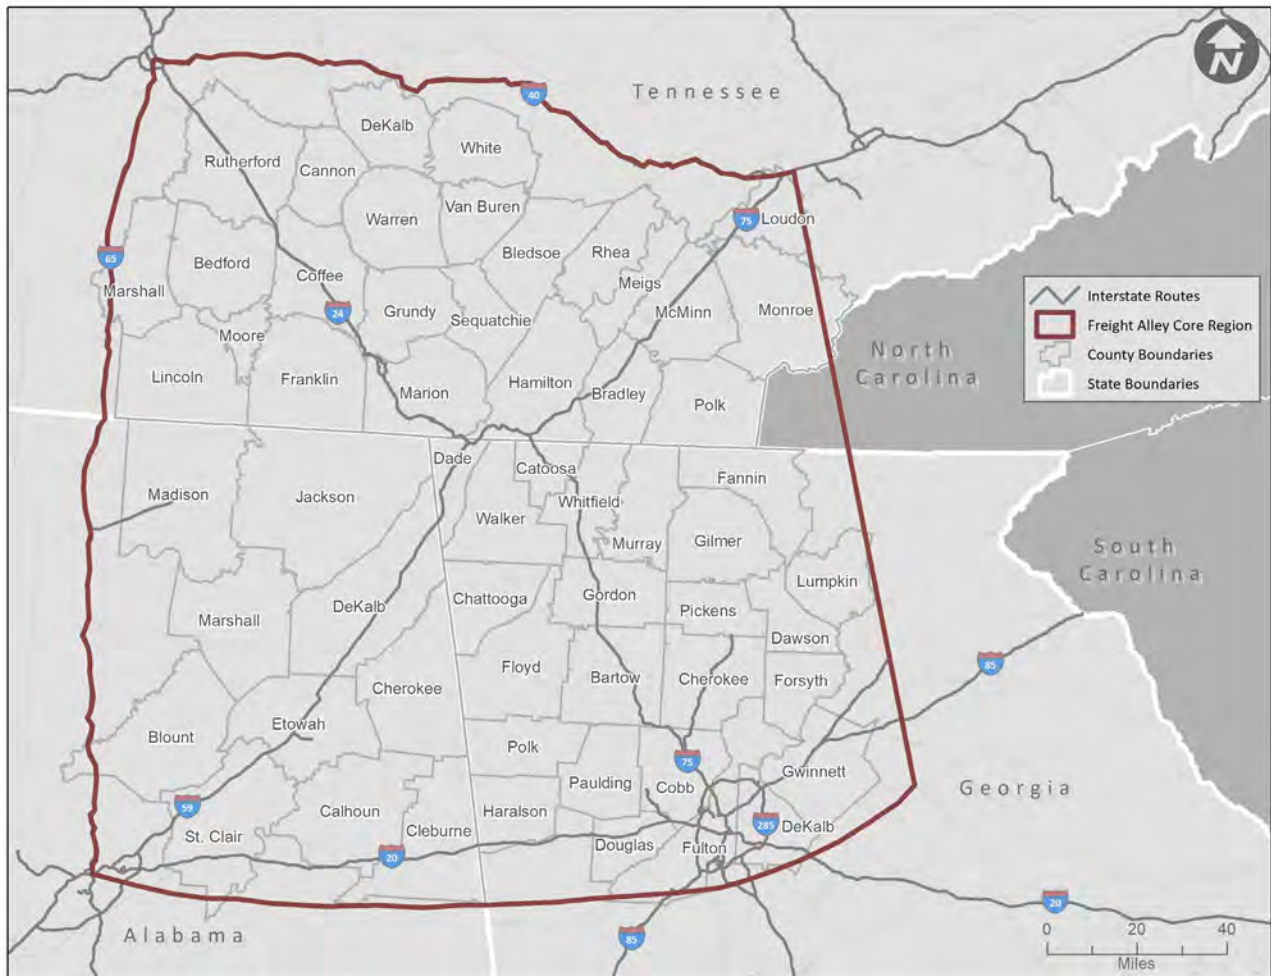 N
Tennessee
40
DeKalb
White
Rutherford
Cannon
Warren
Van Buren
75
Loudon
65
Bedford
Bledsoe
Rhea
Marshall
Coffee
Meigs
24
Grundy
Sequatchie
McMinn
Monroe
Moore
Lincoln
Franklin
Marion
Hamilton
Bradley
Polk
North
Carolina
Interstate Routes
Freight Alley Core Region
County Boundaries
State Boundaries
Dade
Catoosa
Fannin
Madison
Jackson
Whitfield
Walker
Murray
Gilmer
South
Carolina
Lumpkin
Chattooga
Gordon
Pickens
DeKalb
Marshall
Dawson
Floyd
Bartow
Cherokee
Forsyth
85
Cherokee
Etowah
Blount
Polk
75
Gwinnett
Paulding
Cobb
Georgia
59
Calhoun
Haralson
St. Clair
Cleburne
285
DeKalb
20
Douglas
Fulton
20
Alabama
85
0
20
40
Miles